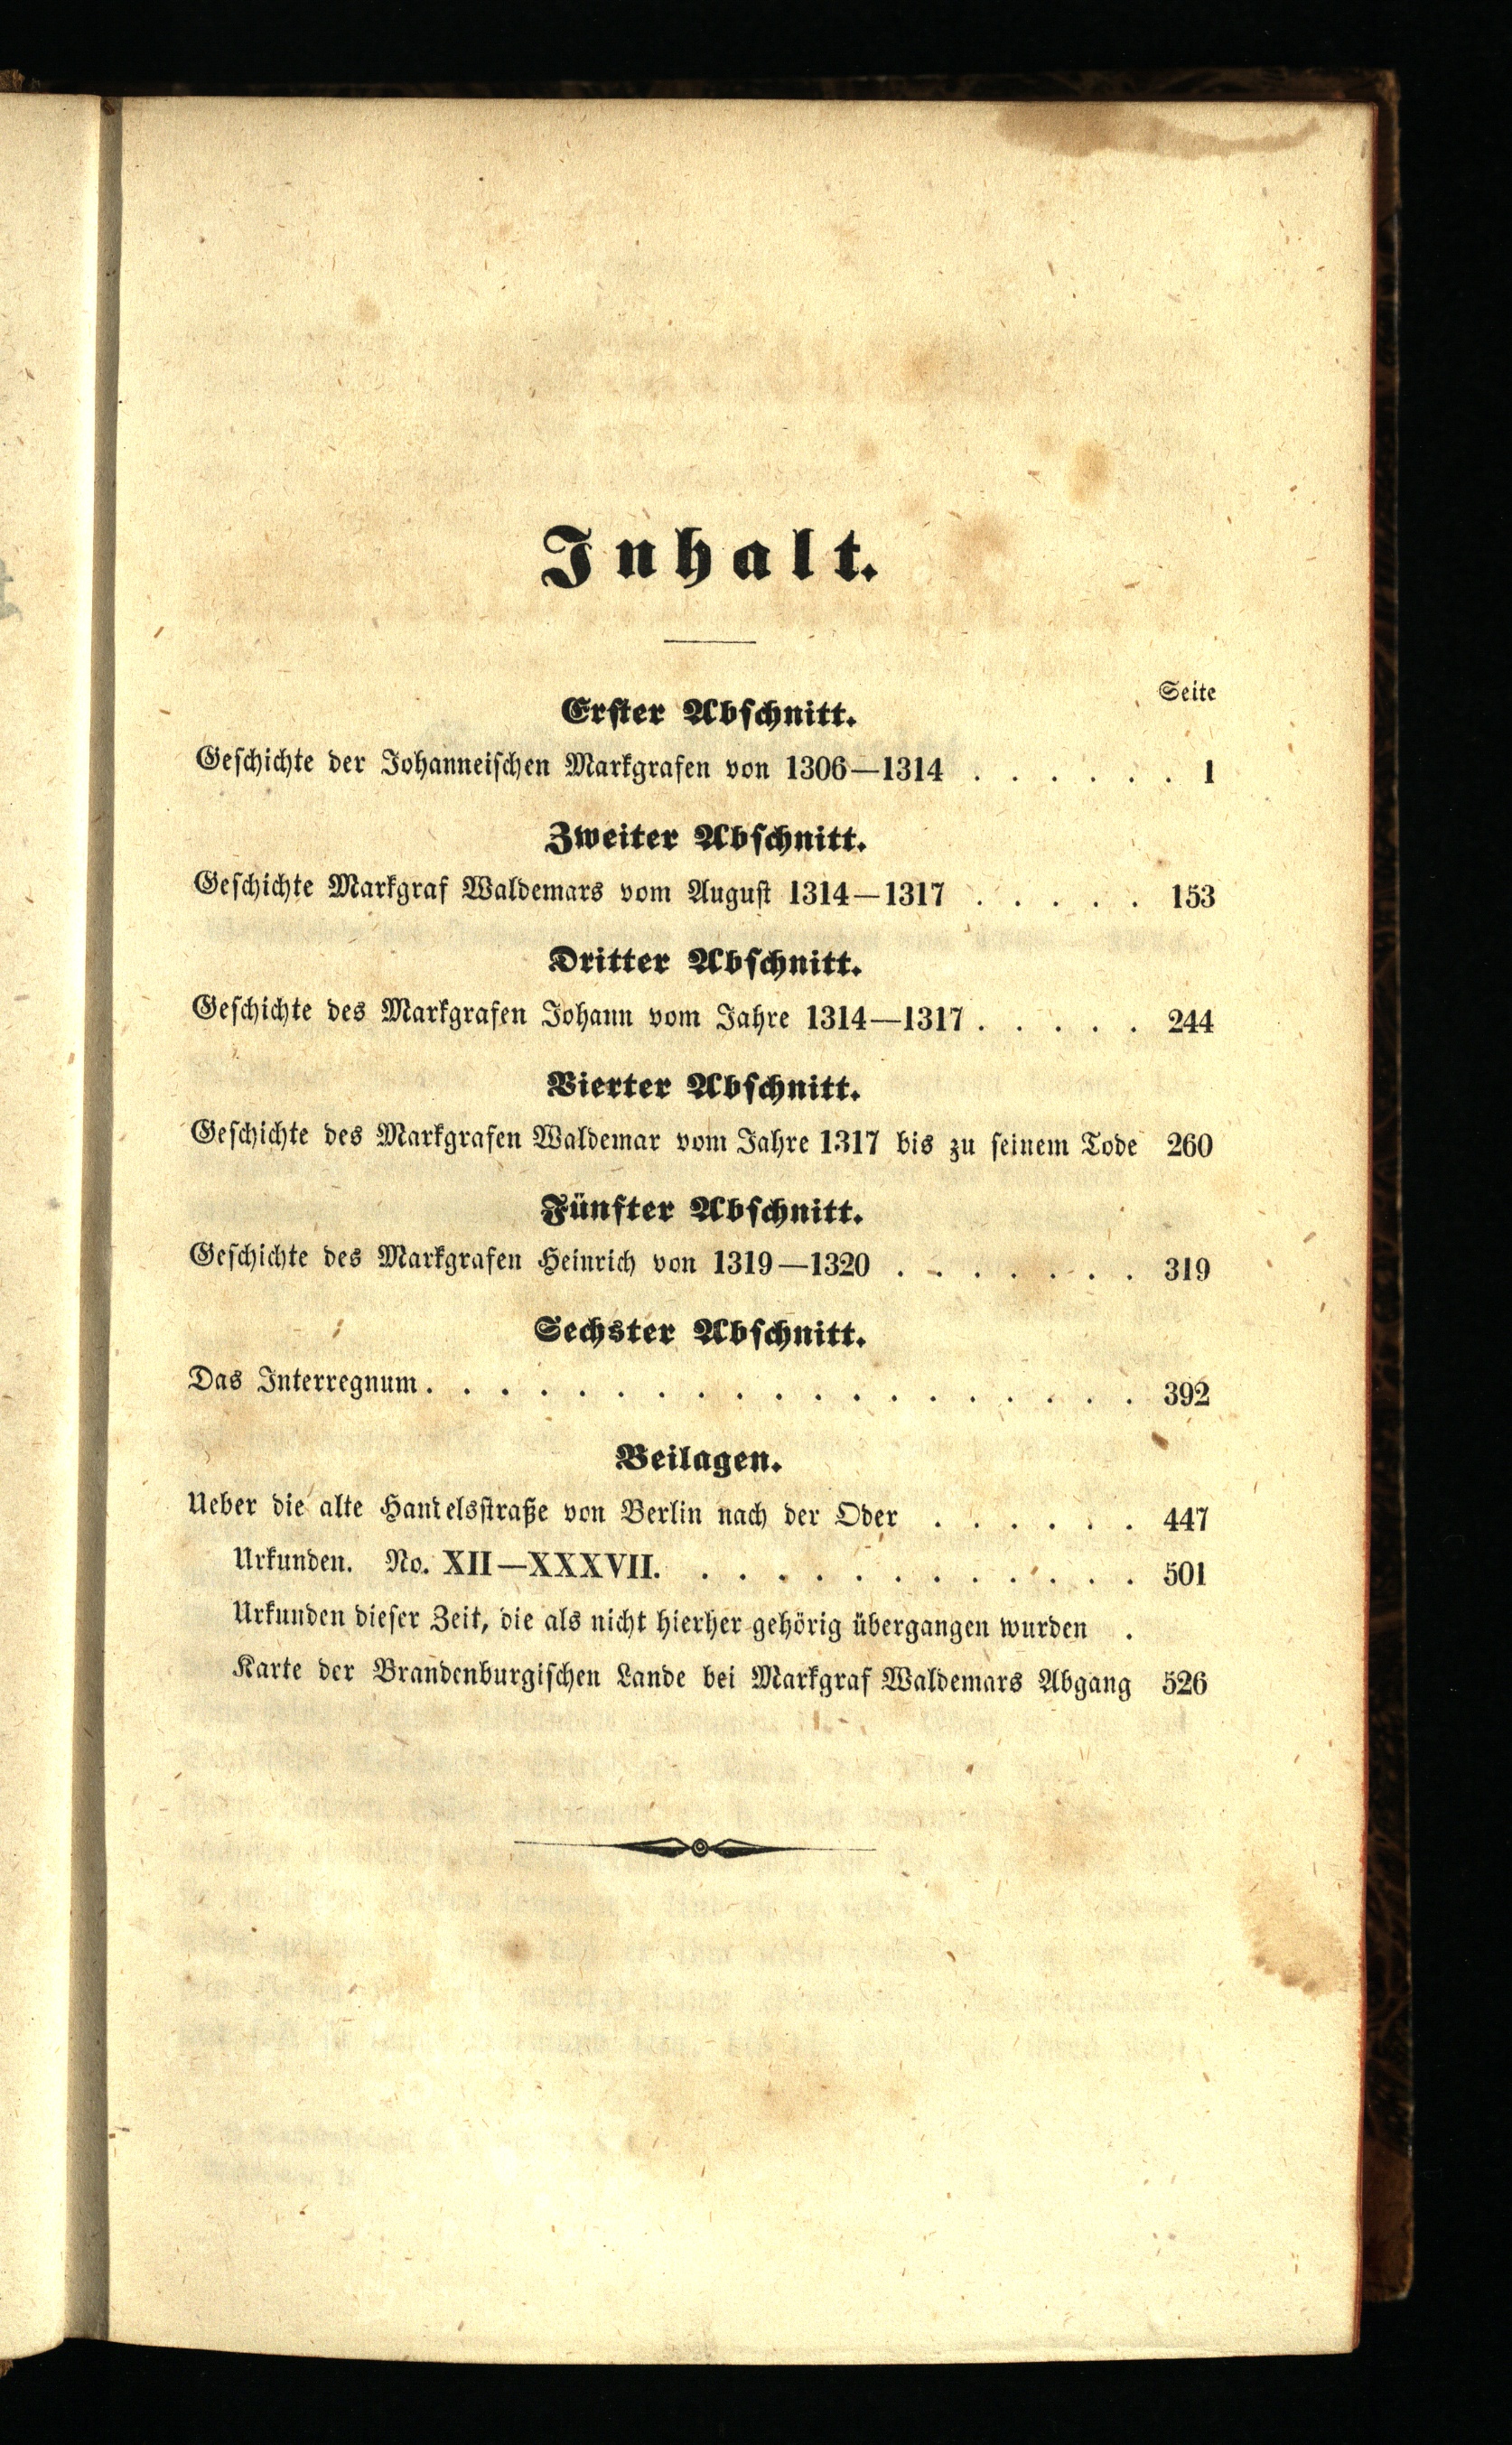 Inhalt.
Seite
Erster Abschnitt.
Geschichte der Johanneischen Markgrafen von 1306—1314 . . . . . . 1
Zweiter Abschnitt.
Geschichte Markgraf Waldemars vom August 1314—1317 . . . . . 153
Dritter Abschnitt.
Geschichte des Markgrafen Johann vom Jahre 1314—1317 . . . . . 244
Vierter Abschnitt.
Geschichte des Markgrafen Waldemar vom Jahre 1317 bis zu seinem Tode 260
Fünfter Abschnitt.
Geschichte des Markgrafen Heinrich von 1319—1320 . . . . . . . 319
Sechster Abschnitt.
Das Interregnum . . . . . . . . . . . . . . . . . . . 392
Beilagen.
Ueber die alte Handelsstraße von Berlin nach der Oder . . . . . . 447
Urkunden. No. XII—XXXVII. . . . . . . . . . . . . 501
Urkunden dieser Zeit, die als nicht hierher gehörig übergangen wurden .
Karte der Brandenburgischen Lande bei Markgraf Waldemars Abgang 526